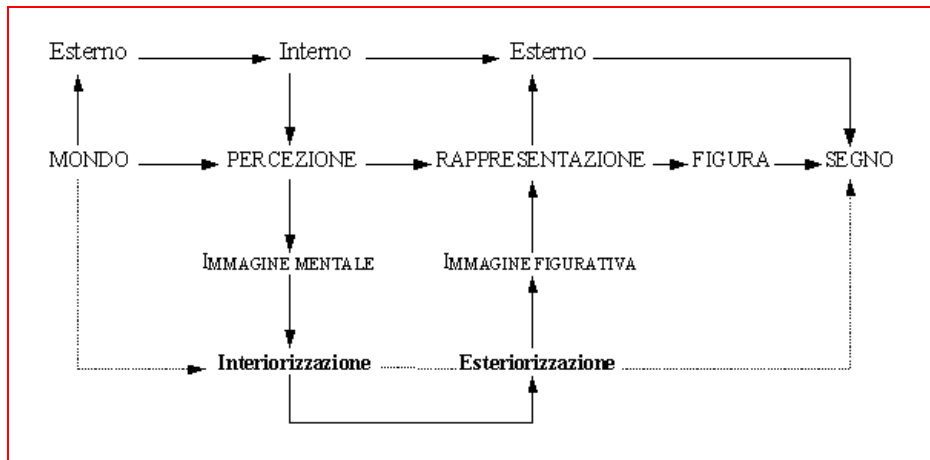 Esterno Interno Esterno
MONDO PERCEZIONE RAPPRESENTAZIONE FIGURA SEGNO
IMMAGINE MENTALE IMMAGINE FIGURATIVA
Interiorizzazione Esteriorizzazione